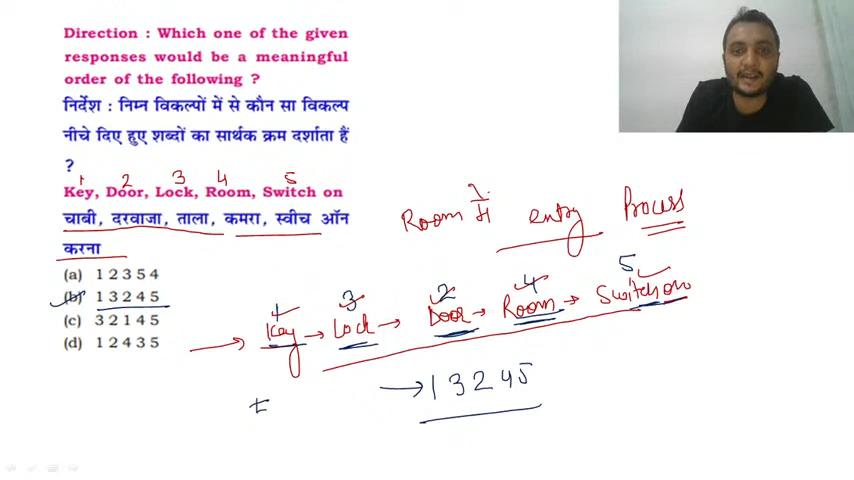 Direction : Which one of the given
responses would be a meaningful
order of the following ?
निर्देश : निम्न विकल्पों में से कौन सा विकल्प
नीचे दिए हुए शब्दों का सार्थक क्रम दर्शाता हैं
?
1 2 3 4 5
Key, Door, Lock, Room, Switch on
चाबी, दरवाजा, ताला, कमरा, स्वीच ऑन
करना
(a) 1 2 3 5 4
(b) 1 3 2 4 5
(c) 3 2 1 4 5
(d) 1 2 4 3 5
Room में entry Process
1 3 2 4 5
→ Key → Lock → Door → Room → Switch on
→ 1 3 2 4 5